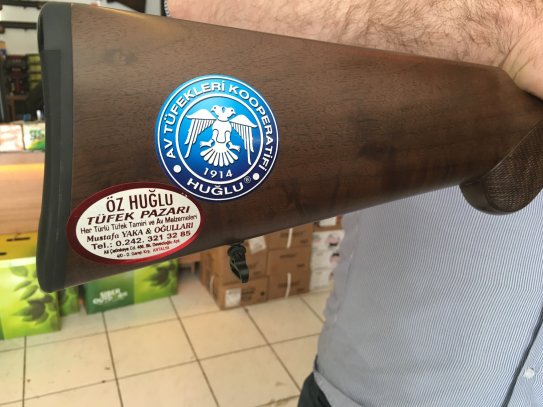 AV TÜFEKLERİ KOOPERATİFİ
1914
HUĞLU®
ÖZ HUĞLU
TÜFEK PAZARI
Her Türlü Tüfek Tamiri ve Av Malzemeleri
Mustafa YAKA & OĞULLARI
Tel.: 0.242. 321 32 85
ANTALYA